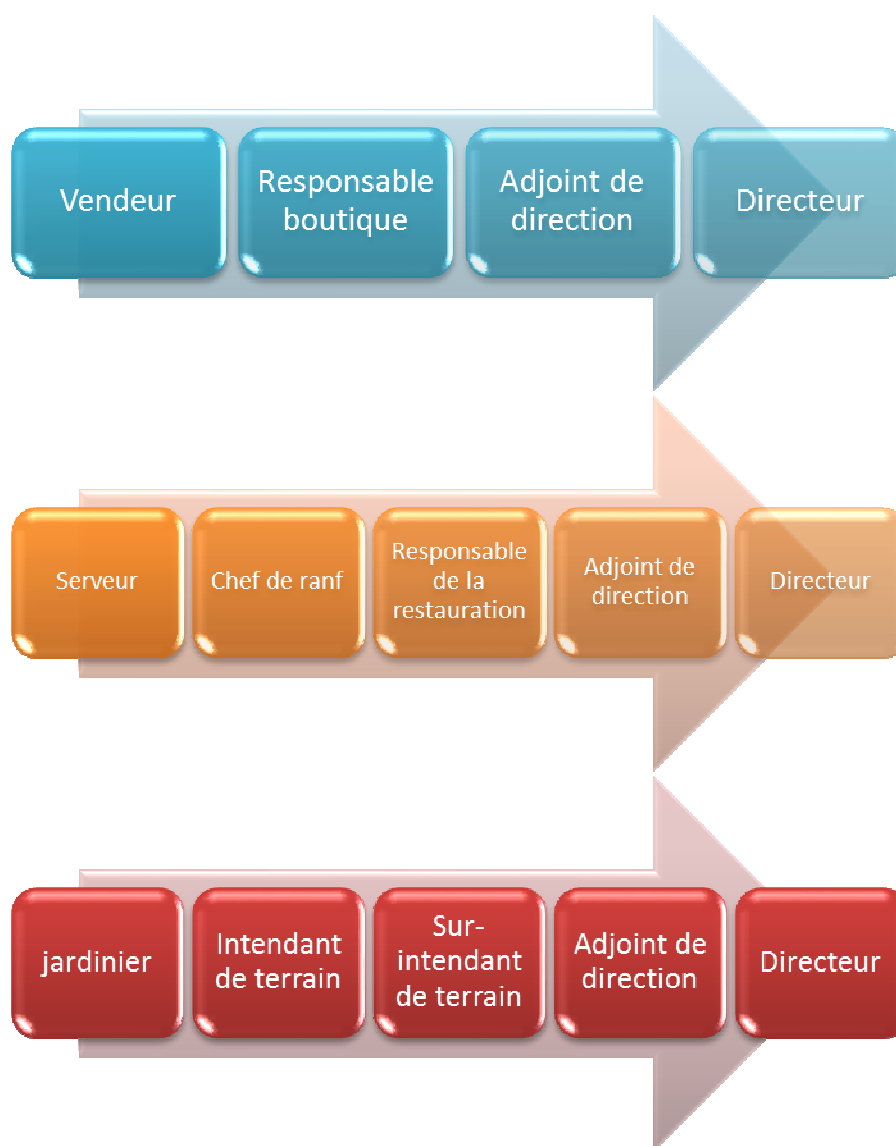 Vendeur
Responsable
boutique
Adjoint de
direction
Directeur
Serveur
Chef de ranf
Responsable
de la
restauration
Adjoint de
direction
Directeur
jardinier
Intendant
de terrain
Sur-
intendant
de terrain
Adjoint de
direction
Directeur